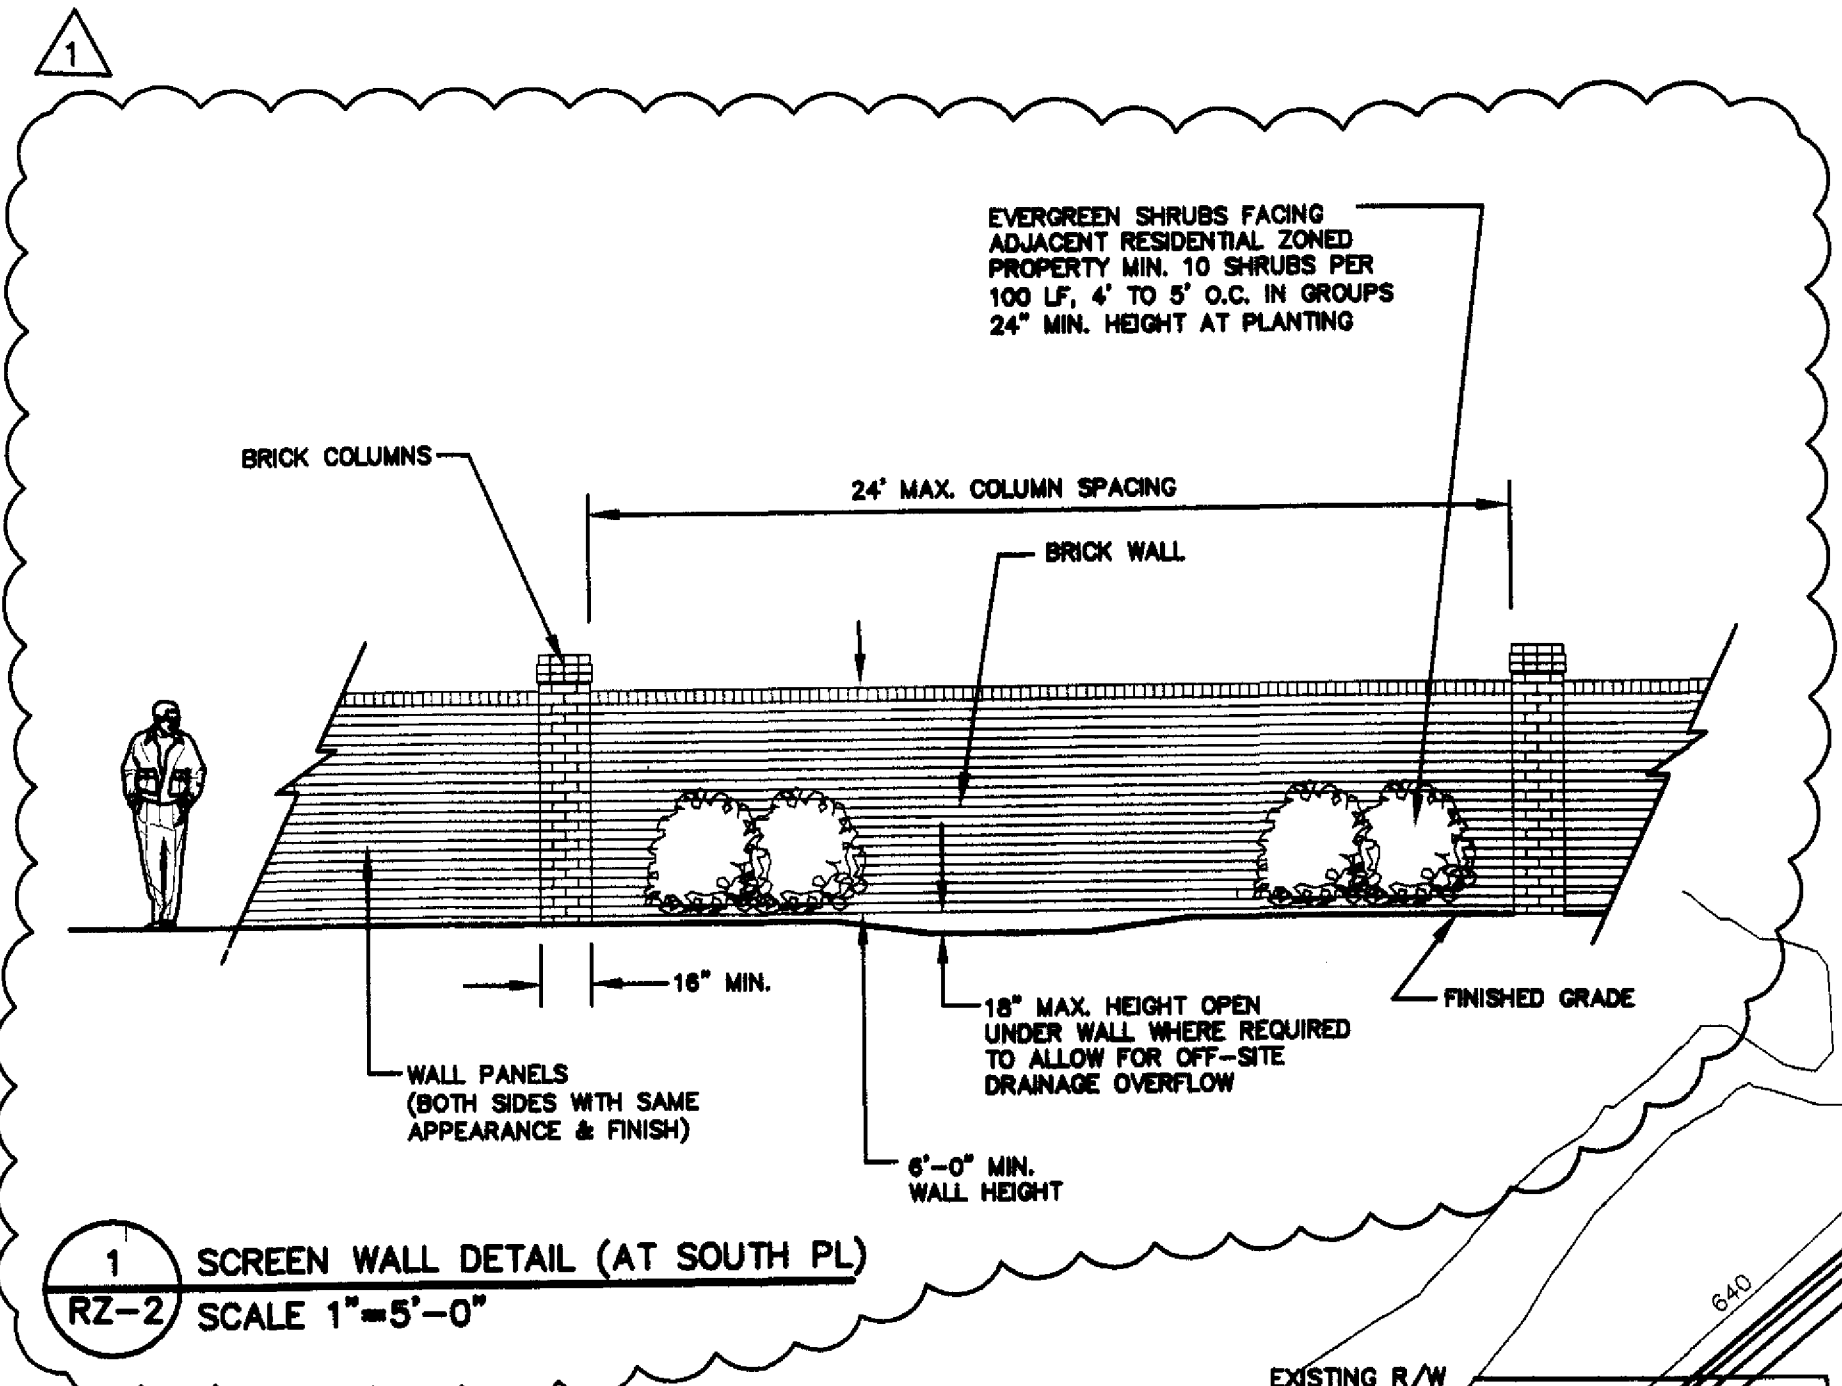 1
EVERGREEN SHRUBS FACING
ADJACENT RESIDENTIAL ZONED
PROPERTY MIN. 10 SHRUBS PER
100 LF, 4' TO 5' O.C. IN GROUPS
24" MIN. HEIGHT AT PLANTING
BRICK COLUMNS
24' MAX. COLUMN SPACING
BRICK WALL
16" MIN.
18" MAX. HEIGHT OPEN
UNDER WALL WHERE REQUIRED
TO ALLOW FOR OFF-SITE
DRAINAGE OVERFLOW
FINISHED GRADE
WALL PANELS
(BOTH SIDES WITH SAME
APPEARANCE & FINISH)
6'-0" MIN.
WALL HEIGHT
1
RZ-2
SCREEN WALL DETAIL (AT SOUTH PL)
SCALE 1"=5'-0"
640
EXISTING R/W